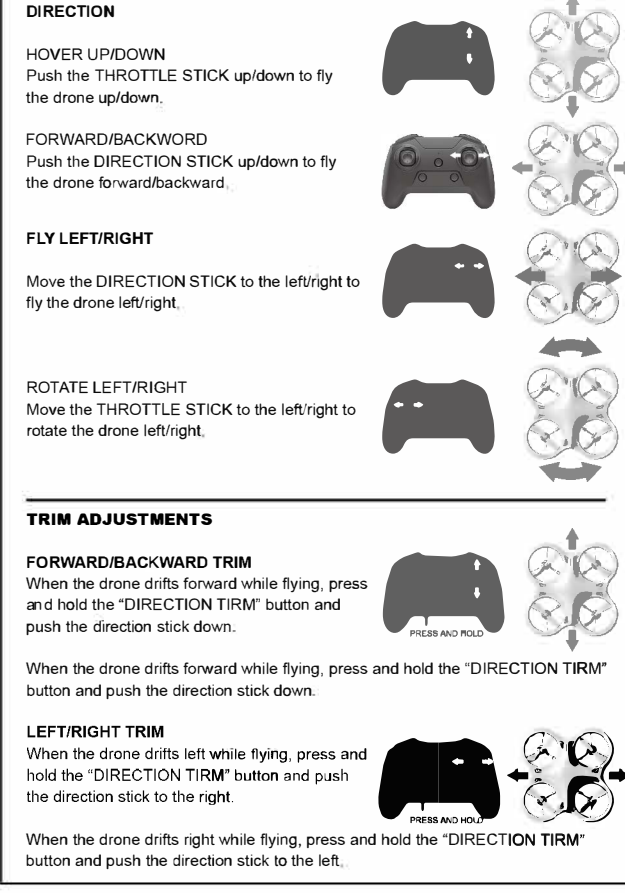 DIRECTION
HOVER UP/DOWN
Push the THROTTLE STICK up/down to fly
the drone up/down.
FORWARD/BACKWORD
Push the DIRECTION STICK up/down to fly
the drone forward/backward.
FLY LEFT/RIGHT
Move the DIRECTION STICK to the left/right to
fly the drone left/right.
ROTATE LEFT/RIGHT
Move the THROTTLE STICK to the left/right to
rotate the drone left/right.
TRIM ADJUSTMENTS
FORWARD/BACKWARD TRIM
When the drone drifts forward while flying, press
and hold the “DIRECTION TIRM” button and
push the direction stick down.
PRESS AND HOLD
When the drone drifts forward while flying, press and hold the “DIRECTION TIRM”
button and push the direction stick down.
LEFT/RIGHT TRIM
When the drone drifts left while flying, press and
hold the “DIRECTION TIRM” button and push
the direction stick to the right.
PRESS AND HOLD
When the drone drifts right while flying, press and hold the “DIRECTION TIRM”
button and push the direction stick to the left.